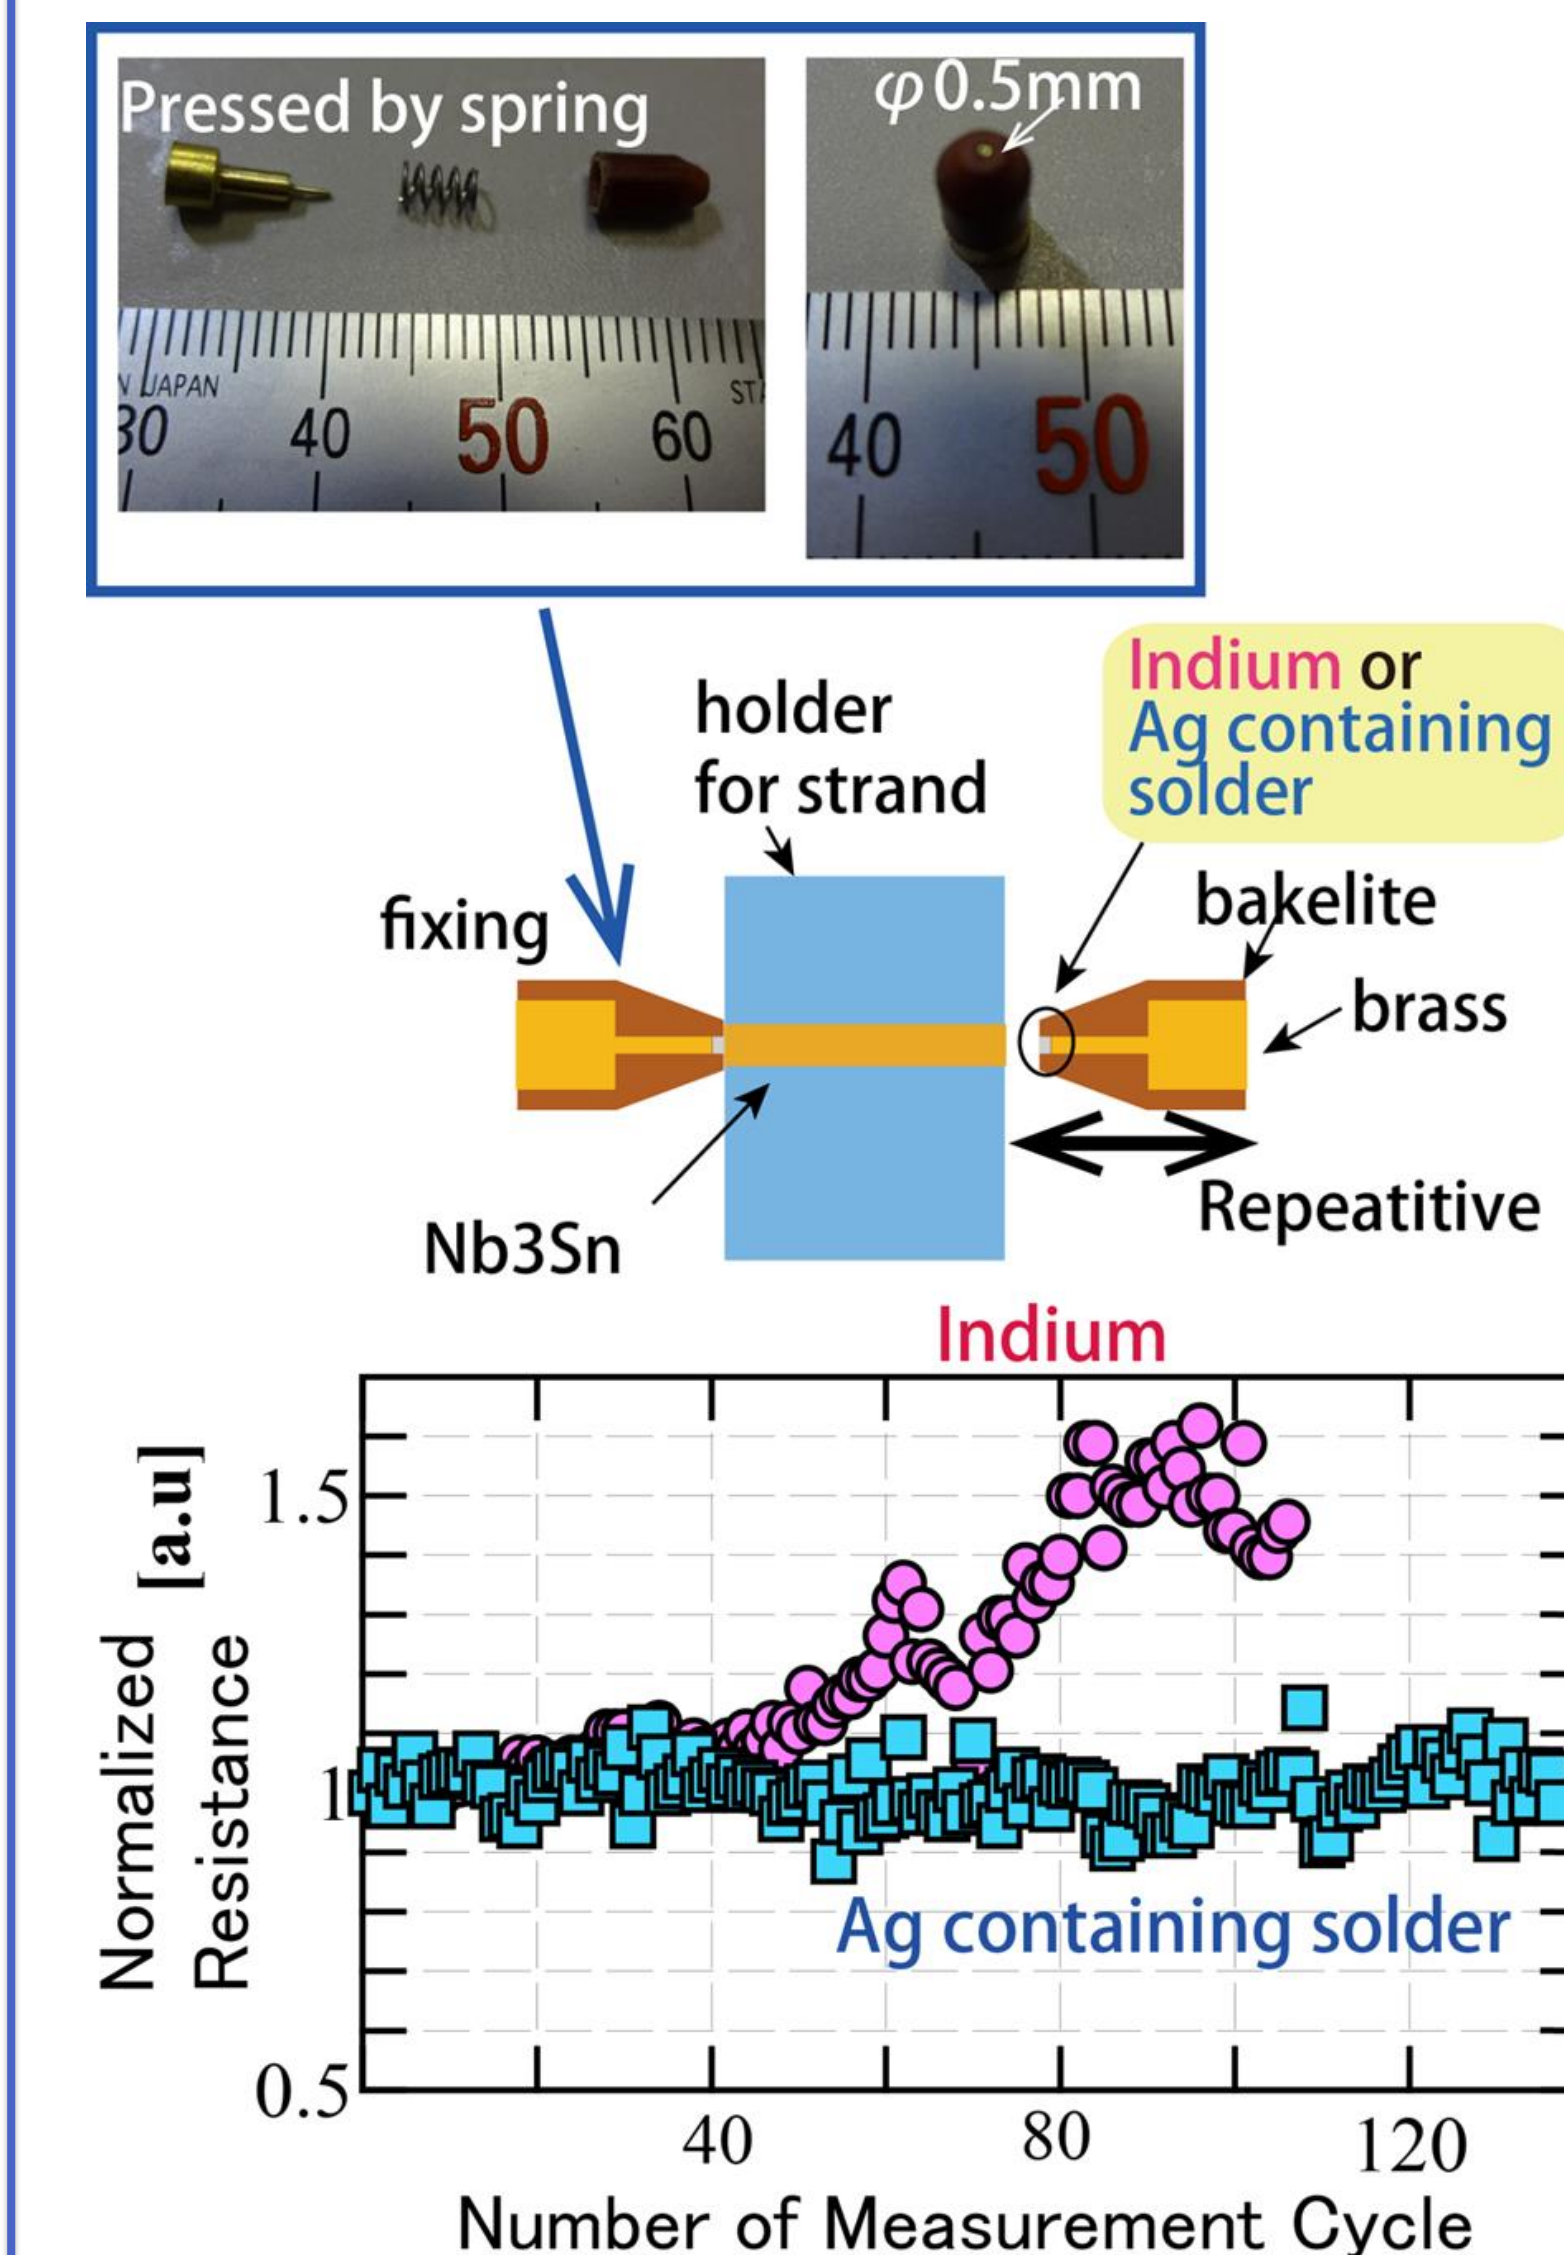 Pressed by spring
φ0.5mm
N JAPAN
30 40 50 60
40 50
holder
for strand
Indium or
Ag containing
solder
fixing
bakelite
brass
Nb3Sn
Repeatitive
Indium
Normalized
Resistance [a.u]
1.5
1
0.5
Ag containing solder
40 80 120
Number of Measurement Cycle